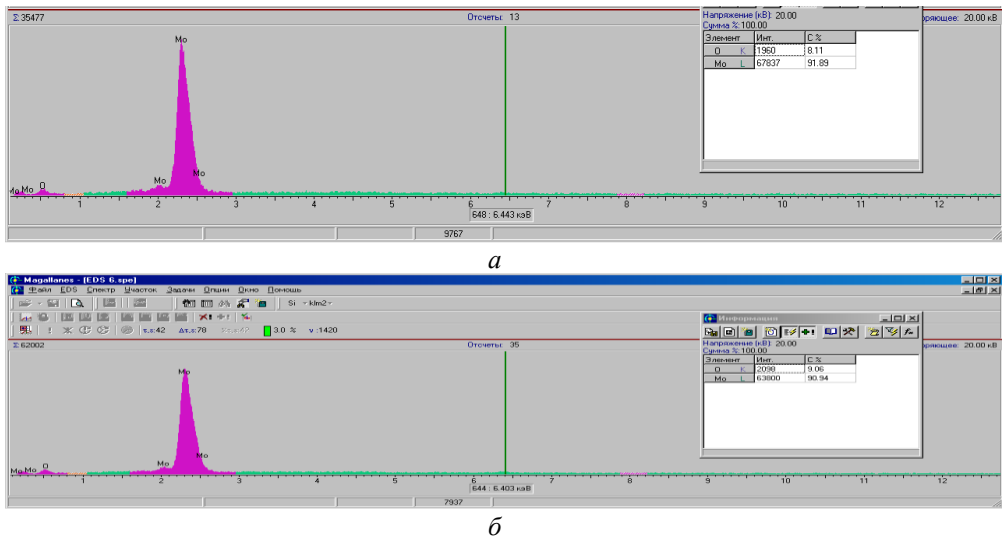 Σ:35477
Отсчеты: 13
Напряжение (кВ): 20.00
Сумма %:100.00
ряющее: 20.00 кВ
Элемент Инт. C %
O K 1960 8.11
Mo L 67837 91.89
Mo
Mo
Mo
Mo Mo O
1 2 3 4 5 6 7 8 9 10 11 12
648 : 6.443 кэВ
9767
а
Magallanes - [EDS 6.spe]
Файл EDS Спектр Участок Задачи Опции Окно Помощь
Si klm2
τ,s:42 Δτ,s:78 3.0 % v :1420
Σ 62002
Отсчеты: 35
Информация
Напряжение (кВ): 20.00
Сумма %:100.00
ряющее: 20.00 кВ
Элемент Инт. C %
O K 2098 9.06
Mo L 63800 90.94
Mo
Mo
Mo
Mo Mo O
1 2 3 4 5 6 7 8 9 10 11 12
644 : 6.403 кэВ
7937
б